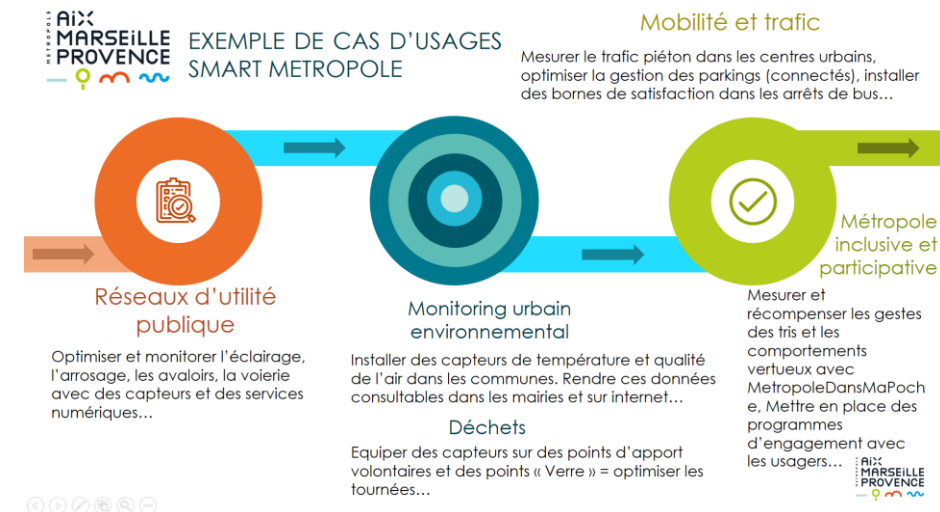 METROPOLE
AiX
MARSEiLLE
PROVENCE
EXEMPLE DE CAS D’USAGES
SMART METROPOLE
Mobilité et trafic
Mesurer le trafic piéton dans les centres urbains,
optimiser la gestion des parkings (connectés), installer
des bornes de satisfaction dans les arrêts de bus…
Réseaux d’utilité
publique
Optimiser et monitorer l’éclairage,
l’arrosage, les avaloirs, la voierie
avec des capteurs et des services
numériques…
Monitoring urbain
environnemental
Installer des capteurs de température et qualité
de l’air dans les communes. Rendre ces données
consultables dans les mairies et sur internet…
Déchets
Equiper des capteurs sur des points d’apport
volontaires et des points « Verre » = optimiser les
tournées…
Métropole
inclusive et
participative
Mesurer et
récompenser les gestes
des tris et les
comportements
vertueux avec
MetropoleDansMaPoch
e, Mettre en place des
programmes
d’engagement avec
les usagers…
AiX
MARSEiLLE
PROVENCE